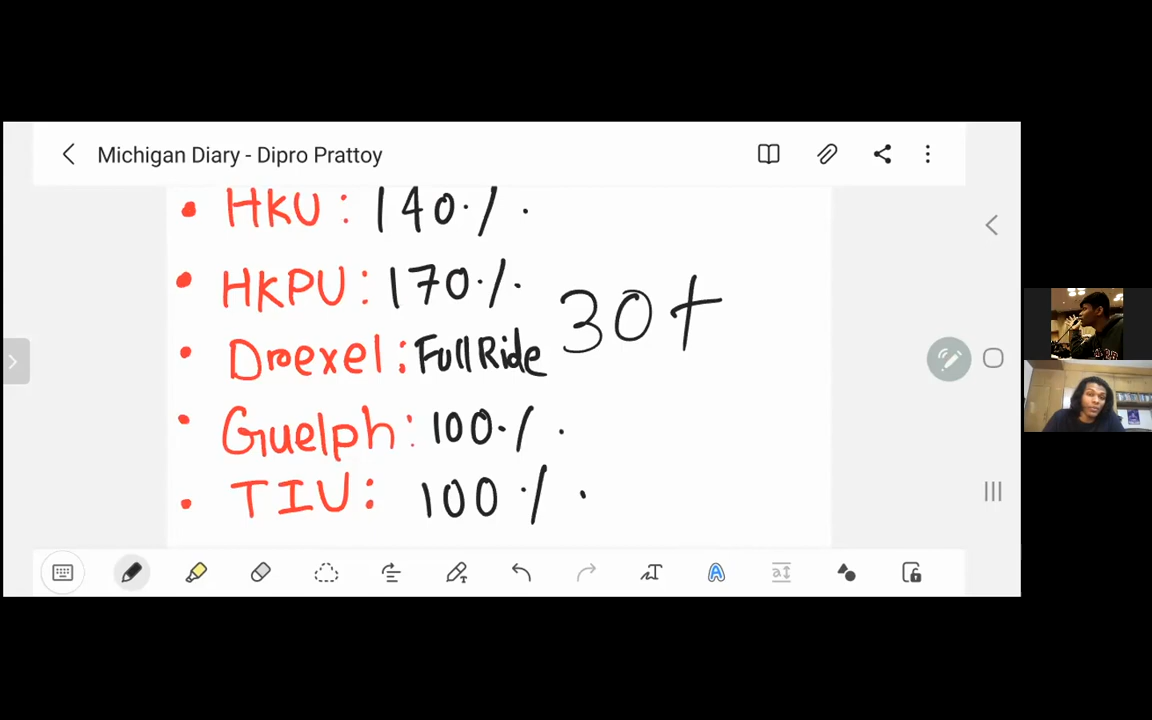 Michigan Diary - Dipro Prattoy
• HKU : 140%
• HKPU : 170%
30+
• Drexel : Full Ride
• Guelph : 100%
• TIU : 100%